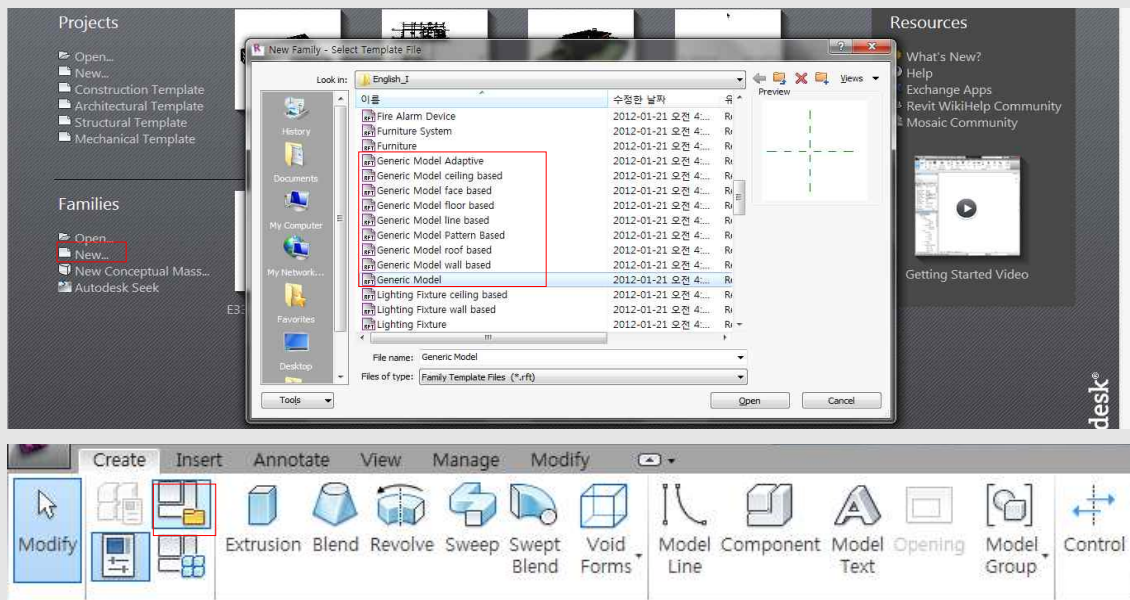 Projects
Open...
New...
Construction Template
Architectural Template
Structural Template
Mechanical Template
Families
Open...
New...
New Conceptual Mass...
Autodesk Seek
Resources
What's New?
Help
Exchange Apps
Revit WikiHelp Community
Mosaic Community
Getting Started Video
New Family - Select Template File
Look in: English_I
Views
Preview
History
Documents
My Computer
My Network...
Favorites
Desktop
이름 수정한 날짜
Fire Alarm Device 2012-01-21 오전 4:...
Furniture System 2012-01-21 오전 4:...
Furniture 2012-01-21 오전 4:...
Generic Model Adaptive 2012-01-21 오전 4:...
Generic Model ceiling based 2012-01-21 오전 4:...
Generic Model face based 2012-01-21 오전 4:...
Generic Model floor based 2012-01-21 오전 4:...
Generic Model line based 2012-01-21 오전 4:...
Generic Model Pattern Based 2012-01-21 오전 4:...
Generic Model roof based 2012-01-21 오전 4:...
Generic Model wall based 2012-01-21 오전 4:...
Generic Model 2012-01-21 오전 4:...
Lighting Fixture ceiling based 2012-01-21 오전 4:...
Lighting Fixture wall based 2012-01-21 오전 4:...
Lighting Fixture 2012-01-21 오전 4:...
File name: Generic Model
Files of type: Family Template Files (*.rft)
Tools Open Cancel
desk®
Create Insert Annotate View Manage Modify
Modify
Extrusion Blend Revolve Sweep Swept Blend Void Forms Model Line Component Model Text Opening Model Group Control